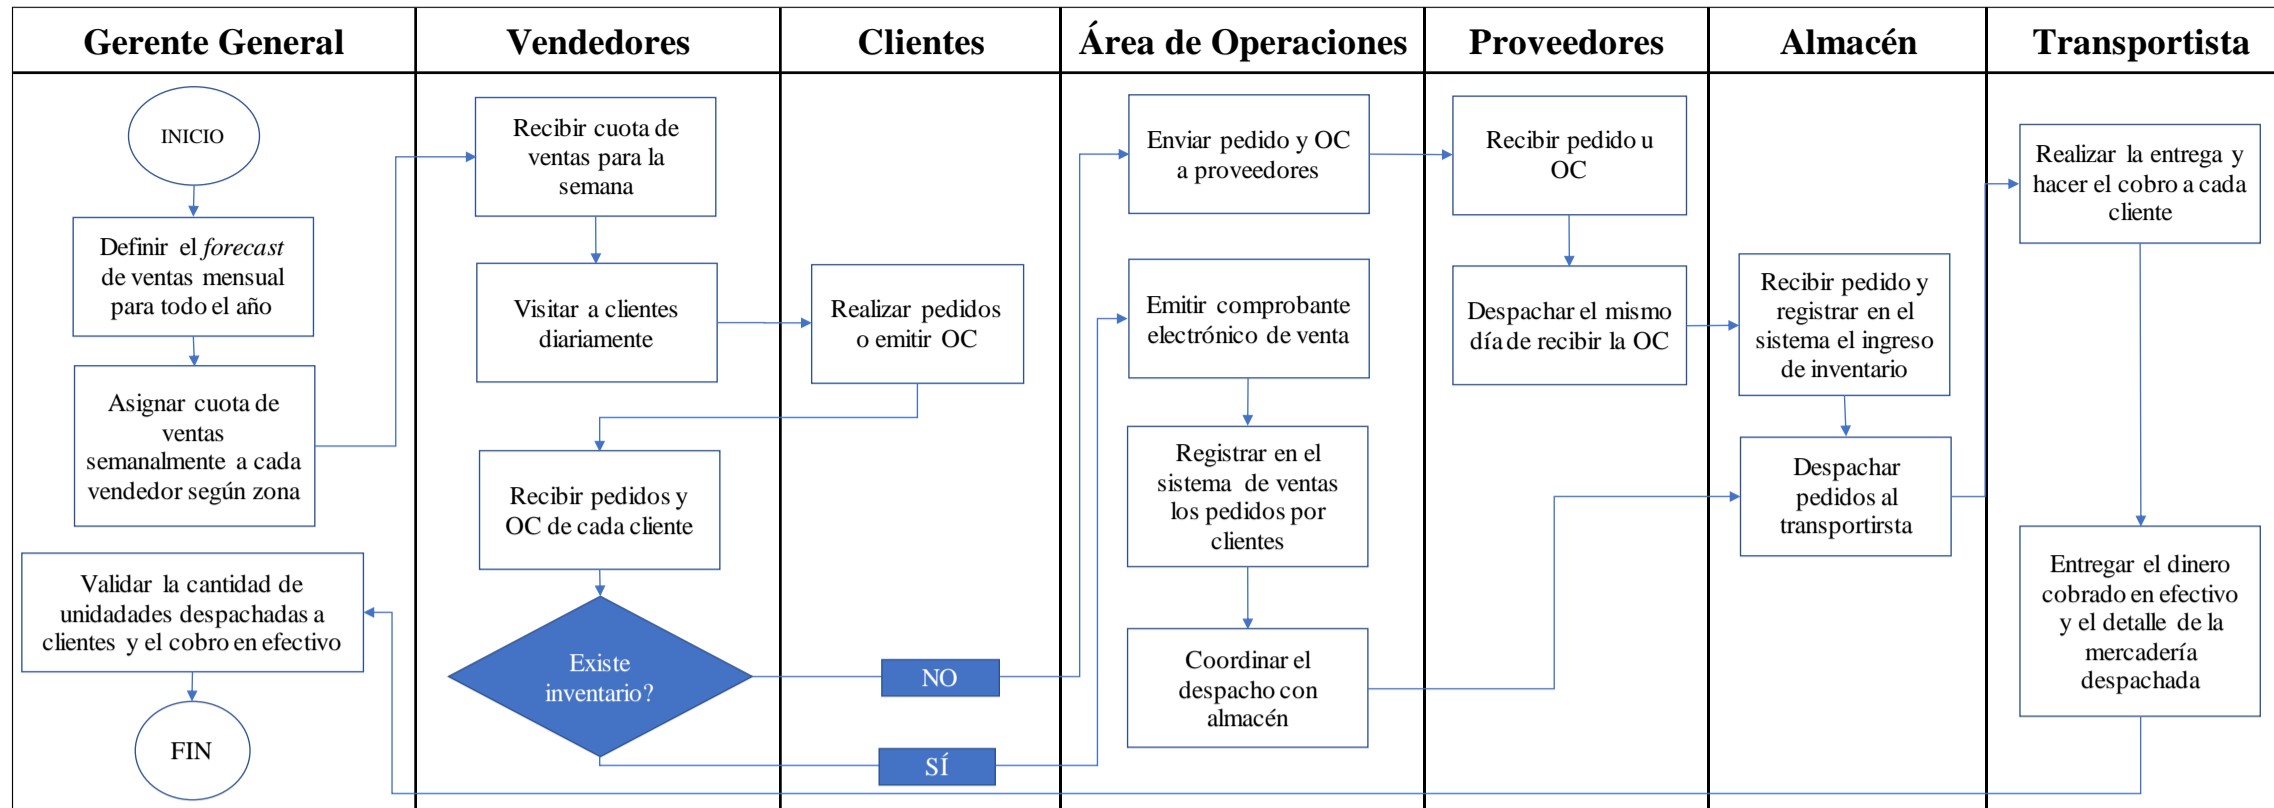 Gerente General
Vendedores
Clientes
Área de Operaciones
Proveedores
Almacén
Transportista
INICIO
Definir el forecast
de ventas mensual
para todo el año
Asignar cuota de
ventas
semanalmente a cada
vendedor según zona
Validar la cantidad de
unidadades despachadas a
clientes y el cobro en efectivo
FIN
Recibir cuota de
ventas para la
semana
Visitar a clientes
diariamente
Recibir pedidos y
OC de cada cliente
Existe
inventario?
Realizar pedidos
o emitir OC
NO
SÍ
Enviar pedido y OC
a proveedores
Emitir comprobante
electrónico de venta
Registrar en el
sistema de ventas
los pedidos por
clientes
Coordinar el
despacho con
almacén
Recibir pedido u
OC
Despachar el mismo
día de recibir la OC
Recibir pedido y
registrar en el
sistema el ingreso
de inventario
Despachar
pedidos al
transportirsta
Realizar la entrega y
hacer el cobro a cada
cliente
Entregar el dinero
cobrado en efectivo
y el detalle de la
mercadería
despachada